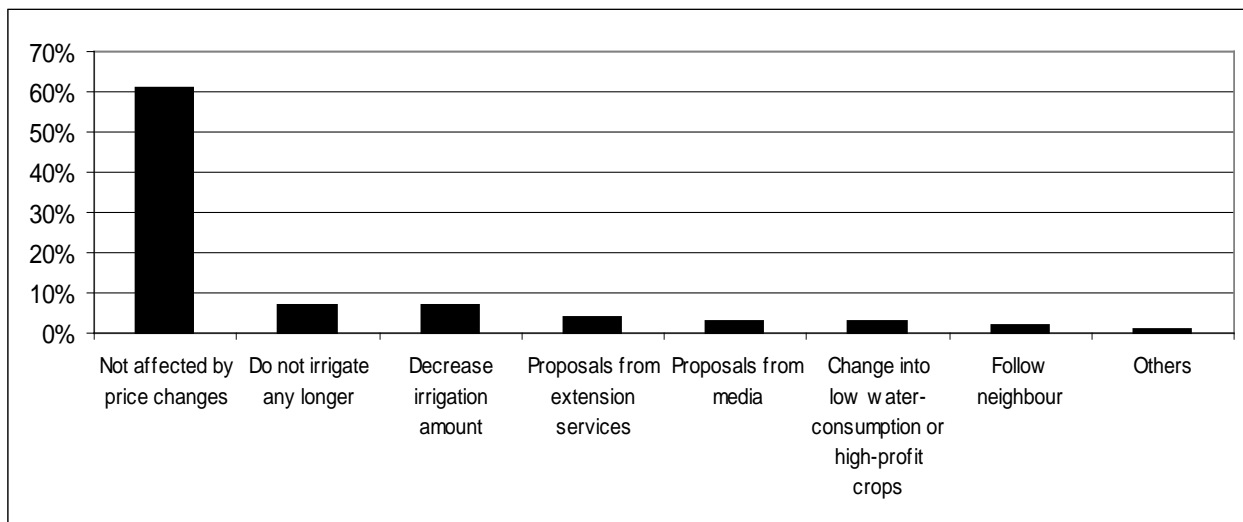 70%
60%
50%
40%
30%
20%
10%
0%
Not affected by
price changes
Do not irrigate
any longer
Decrease
irrigation
amount
Proposals from
extension
services
Proposals from
media
Change into
low water-
consumption or
high-profit
crops
Follow
neighbour
Others